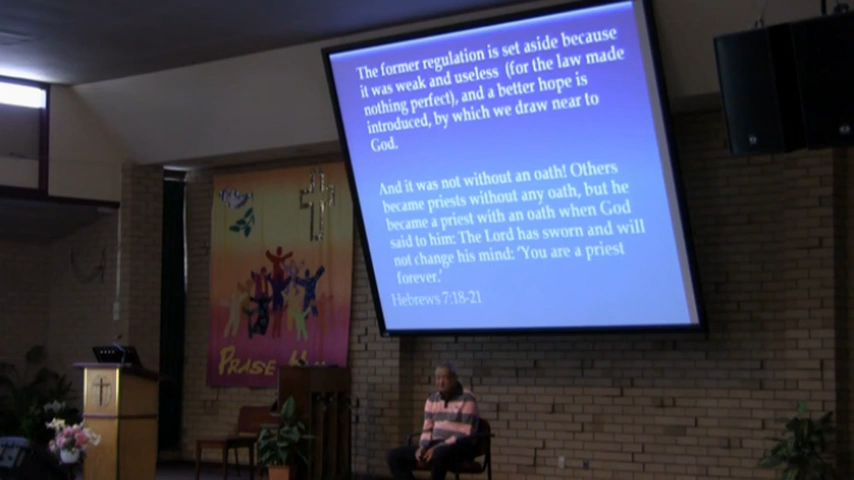 The former regulation is set aside because
it was weak and useless (for the law made
nothing perfect), and a better hope is
introduced, by which we draw near to
God.
And it was not without an oath! Others
became priests without any oath, but he
became a priest with an oath when God
said to him: The Lord has sworn and will
not change his mind: 'You are a priest
forever.'
Hebrews 7:18-21
PRAISE